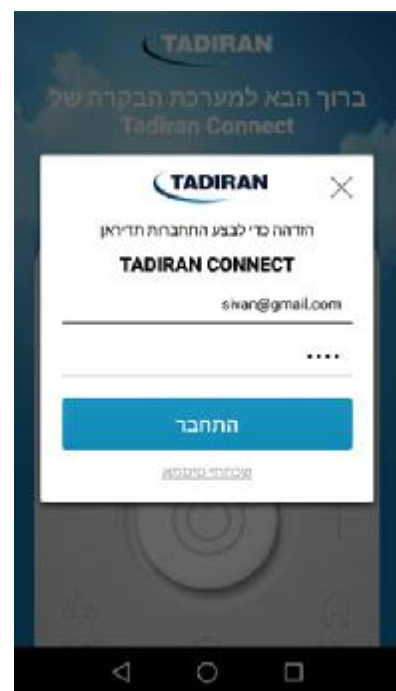 TADIRAN
ברוך הבא למערכת הבקרה של
Tadiran Connect
TADIRAN
הזדהה כדי לבצע התחברות תדיראן
TADIRAN CONNECT
sivan@gmail.com
••••
התחבר
שכחתי סיסמא